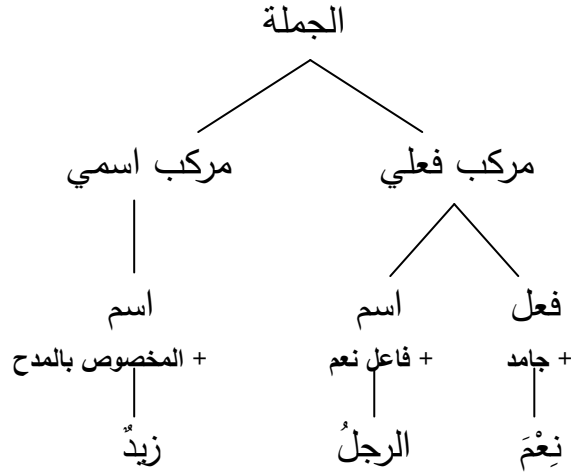 الجملة
مركب فعلي مركب اسمي
فعل اسم اسم
+ جامد + فاعل نعم + المخصوص بالمدح
نِعْمَ الرجلُ زيدٌ